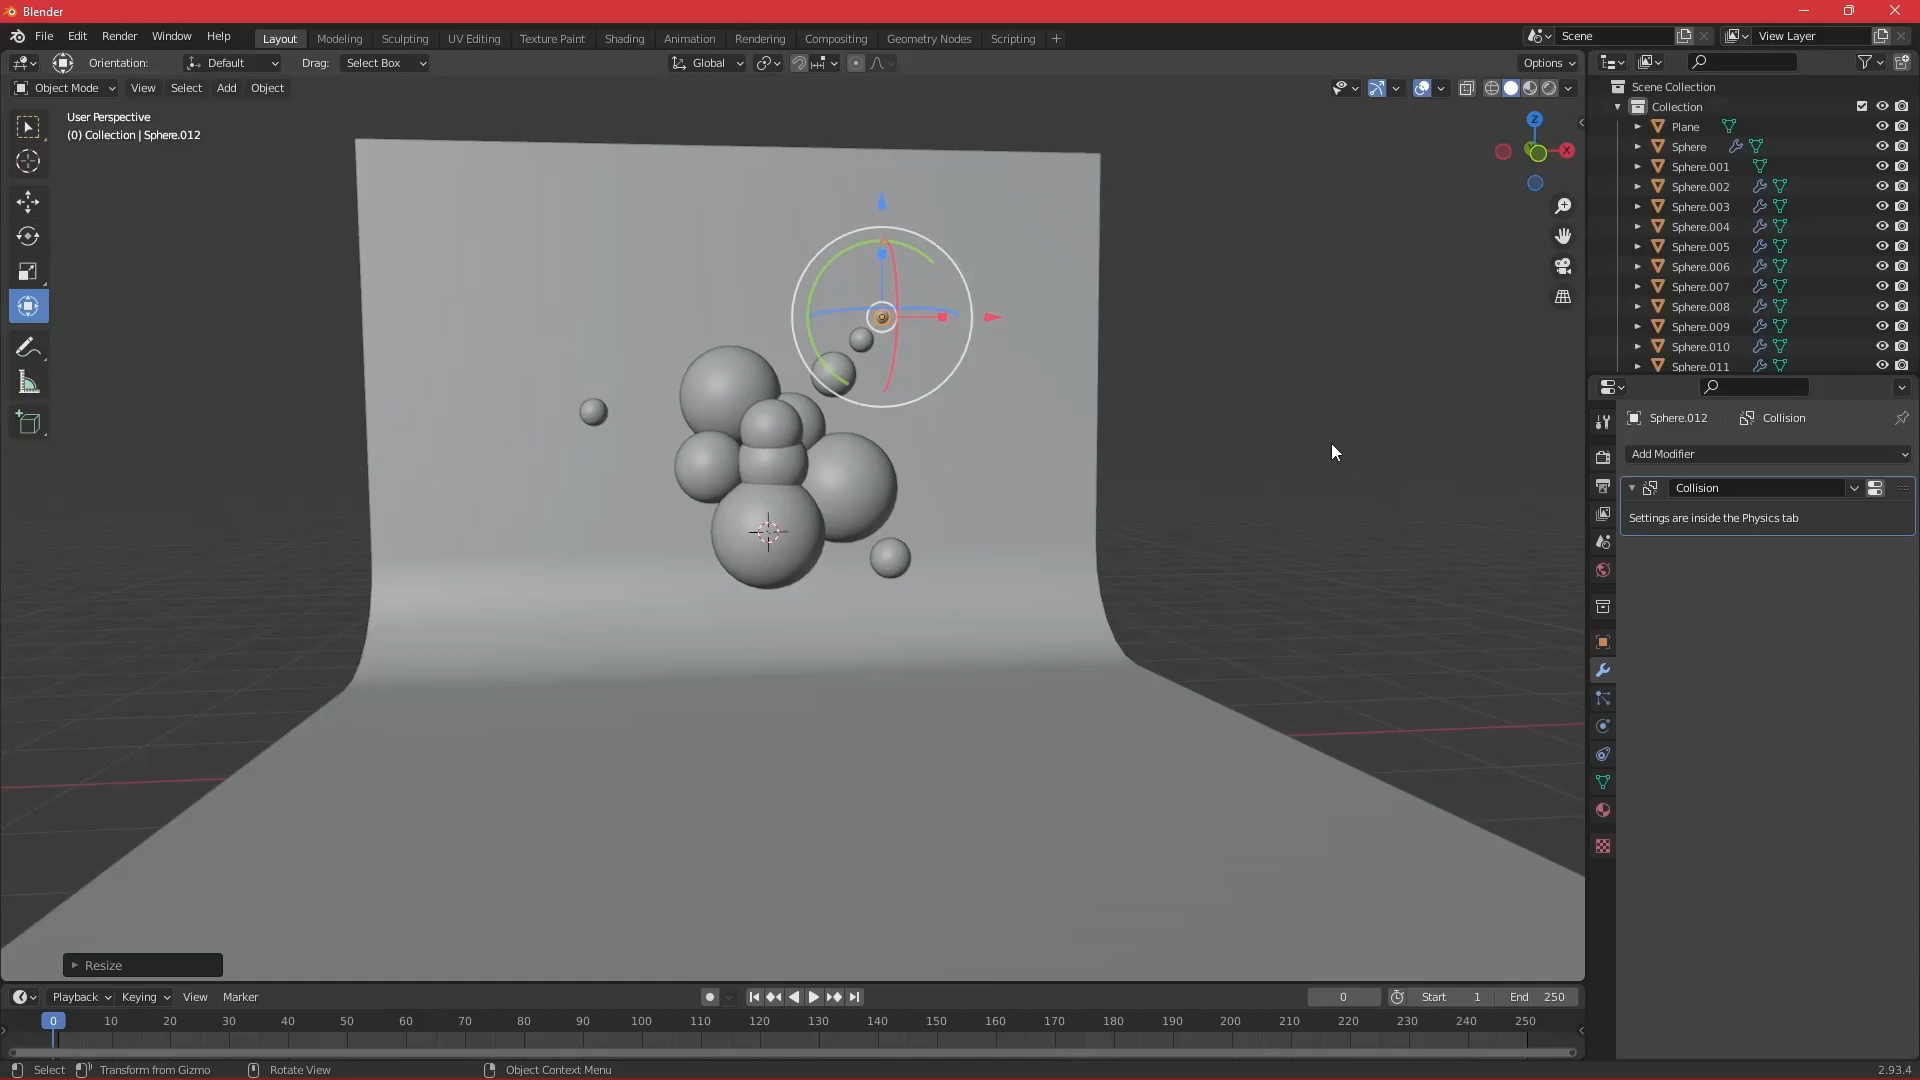 Blender
File Edit Render Window Help Layout Modeling Sculpting UV Editing Texture Paint Shading Animation Rendering Compositing Geometry Nodes Scripting + Scene View Layer
Orientation: Default Drag: Select Box Global Options
Object Mode View Select Add Object
User Perspective
(0) Collection | Sphere.012
Z
X
Scene Collection
Collection
Plane
Sphere
Sphere.001
Sphere.002
Sphere.003
Sphere.004
Sphere.005
Sphere.006
Sphere.007
Sphere.008
Sphere.009
Sphere.010
Sphere.011
Sphere.012 Collision
Add Modifier
Collision
Settings are inside the Physics tab
Resize
Playback Keying View Marker 0 Start 1 End 250
0 10 20 30 40 50 60 70 80 90 100 110 120 130 140 150 160 170 180 190 200 210 220 230 240 250
Select Transform from Gizmo Rotate View Object Context Menu 2.93.4